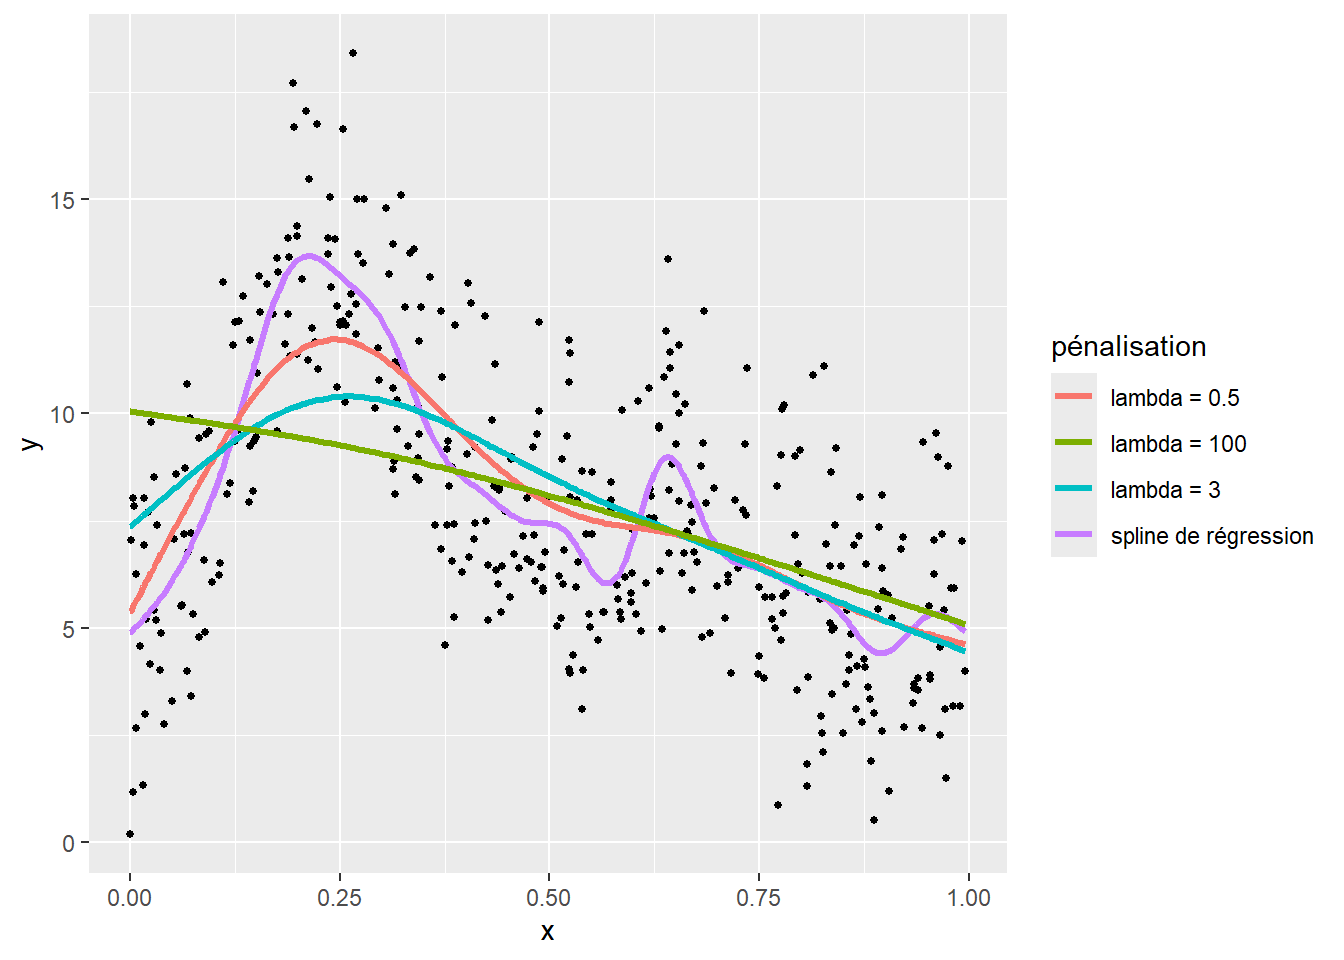 15
10
5
0
y
0.00
0.25
0.50
0.75
1.00
x
pénalisation
lambda = 0.5
lambda = 100
lambda = 3
spline de régression